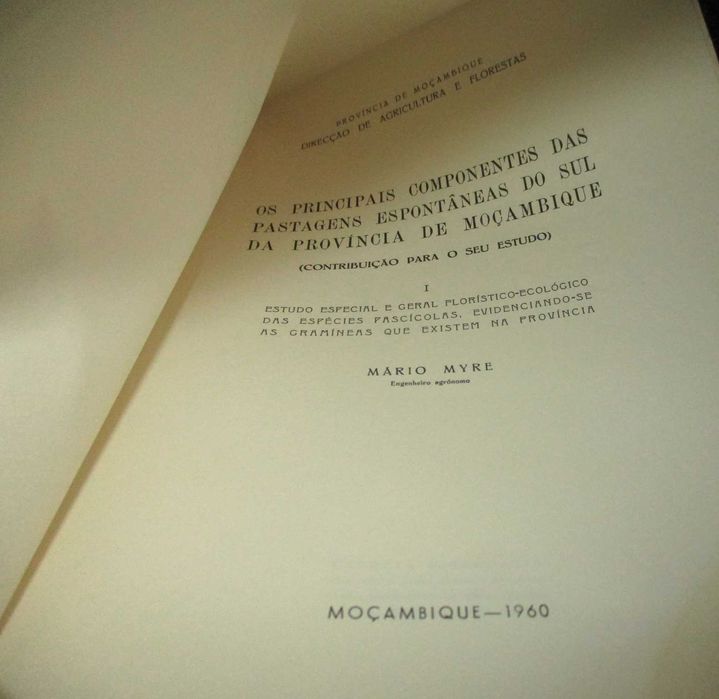 PROVÍNCIA DE MOÇAMBIQUE
DIRECÇÃO DE AGRICULTURA E FLORESTAS
OS PRINCIPAIS COMPONENTES DAS
PASTAGENS ESPONTÂNEAS DO SUL
DA PROVÍNCIA DE MOÇAMBIQUE
(CONTRIBUIÇÃO PARA O SEU ESTUDO)
I
ESTUDO ESPECIAL E GERAL FLORÍSTICO-ECOLÓGICO
DAS ESPÉCIES FASCÍCOLAS, EVIDENCIANDO-SE
AS GRAMÍNEAS QUE EXISTEM NA PROVÍNCIA
MÁRIO MYRE
Engenheiro agrónomo
MOÇAMBIQUE—1960